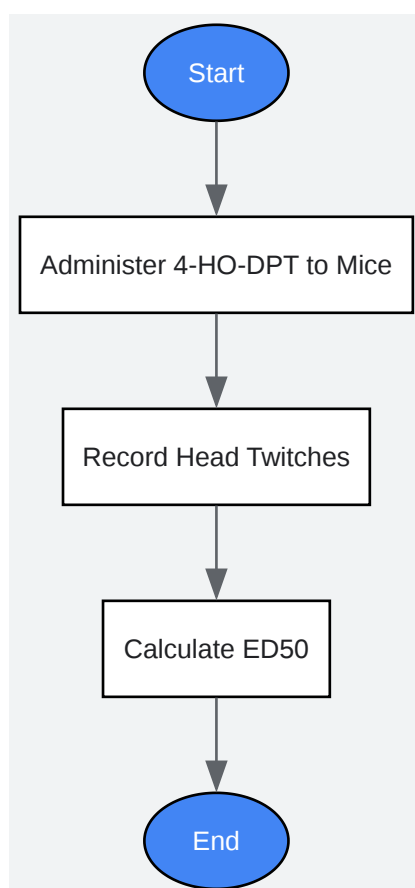 Start
Administer 4-HO-DPT to Mice
Record Head Twitches
Calculate ED50
End